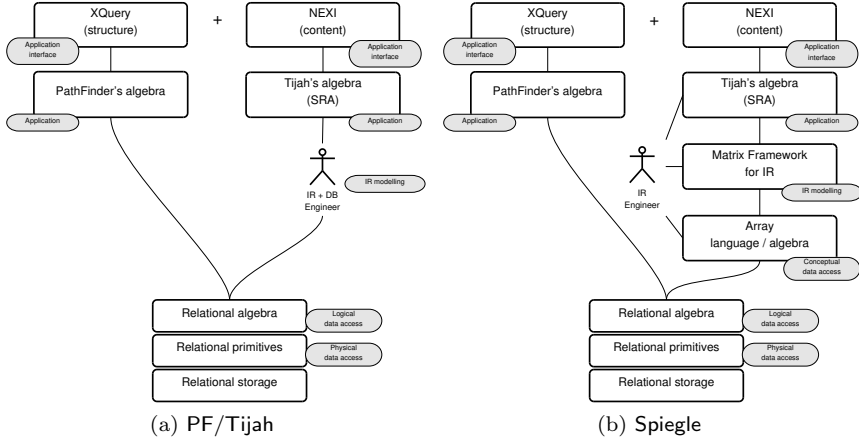 XQuery
(structure)
+
NEXI
(content)
Application
interface
Application
interface
PathFinder's algebra
Tijah's algebra
(SRA)
Application
Application
IR modelling
IR + DB
Engineer
Relational algebra
Logical
data access
Relational primitives
Physical
data access
Relational storage
(a) PF/Tijah
XQuery
(structure)
+
NEXI
(content)
Application
interface
Application
interface
PathFinder's algebra
Tijah's algebra
(SRA)
Application
Application
Matrix Framework
for IR
IR modelling
IR
Engineer
Array
language / algebra
Conceptual
data access
Relational algebra
Logical
data access
Relational primitives
Physical
data access
Relational storage
(b) Spiegle